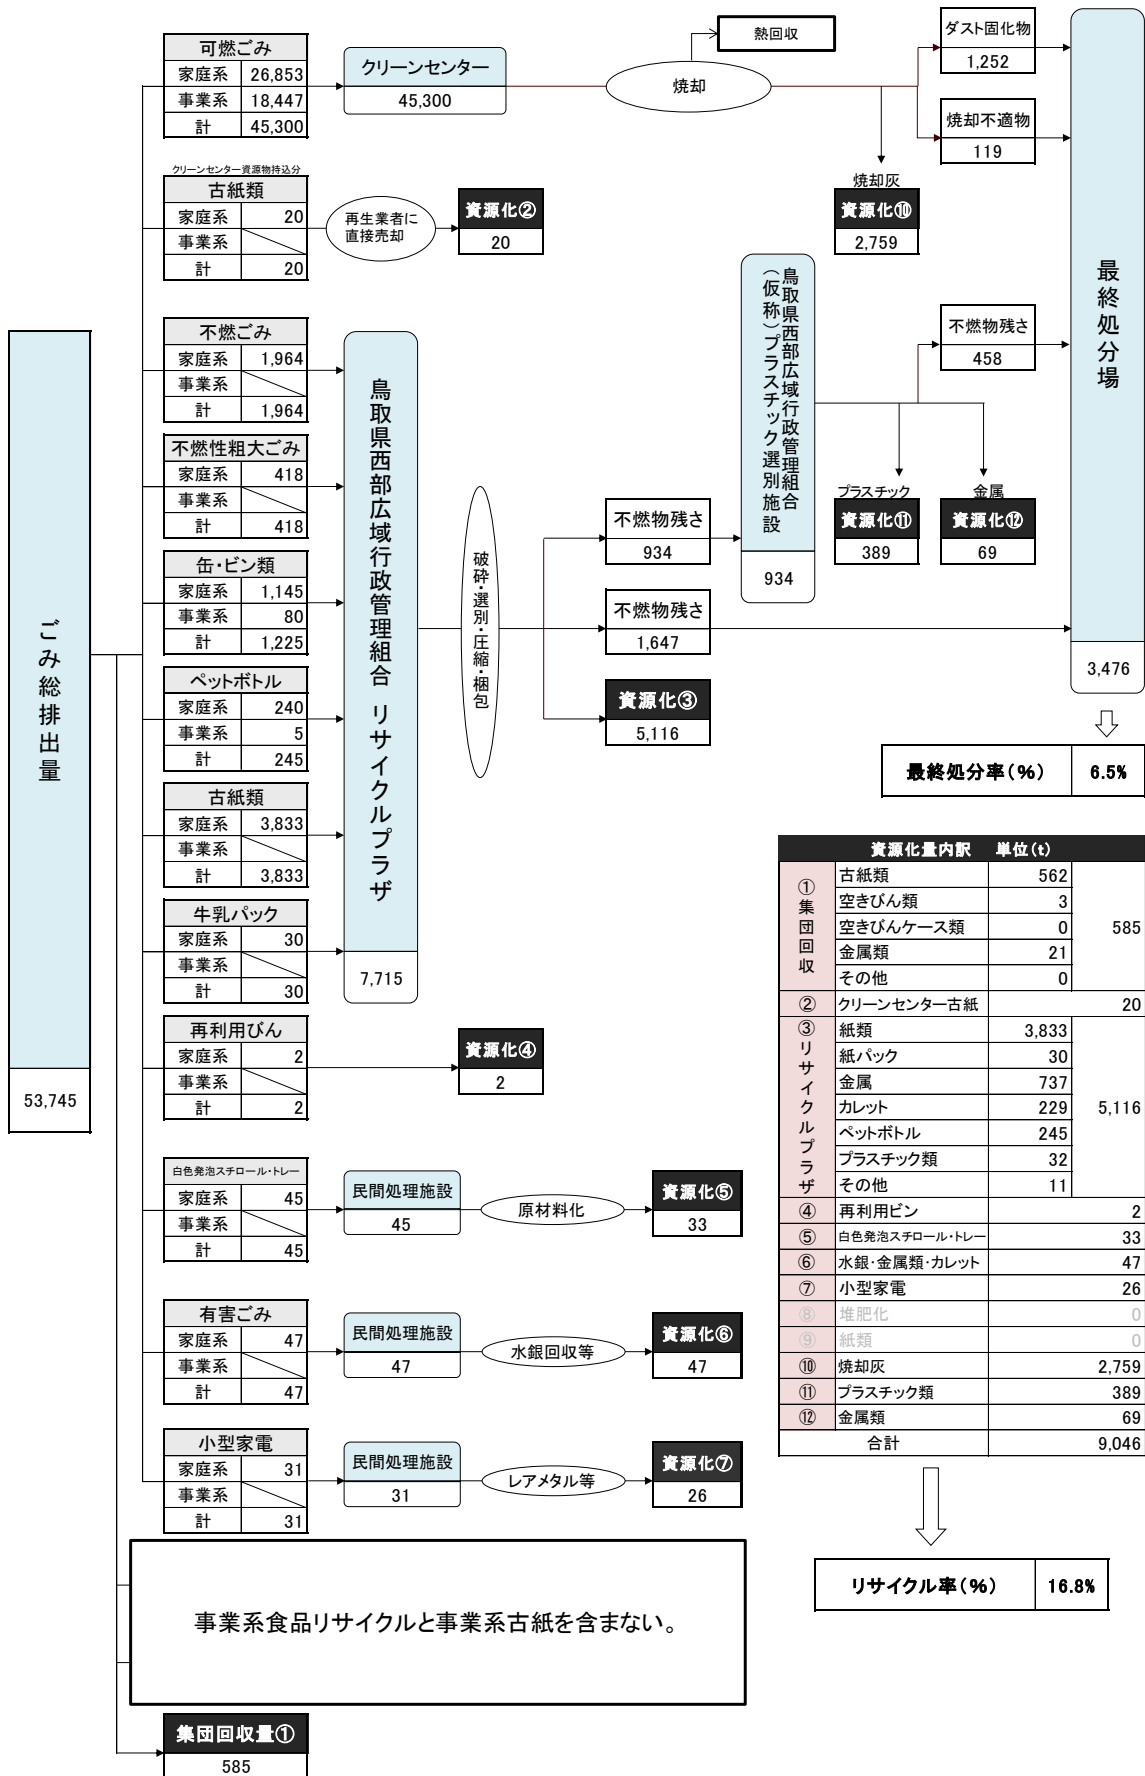 ごみ総排出量
53,745
可燃ごみ
家庭系 26,853
事業系 18,447
計 45,300
クリーンセンター
45,300
焼却
熱回収
ダスト固化物
1,252
焼却不適物
119
焼却灰
資源化⑩
2,759
クリーンセンター資源物持込分
古紙類
家庭系 20
事業系
計 20
再生業者に
直接売却
資源化②
20
不燃ごみ
家庭系 1,964
事業系
計 1,964
不燃性粗大ごみ
家庭系 418
事業系
計 418
缶・ビン類
家庭系 1,145
事業系 80
計 1,225
ペットボトル
家庭系 240
事業系 5
計 245
古紙類
家庭系 3,833
事業系
計 3,833
牛乳パック
家庭系 30
事業系
計 30
鳥取県西部広域行政管理組合 リサイクルプラザ
7,715
破砕・選別・圧縮・梱包
不燃物残さ
934
不燃物残さ
1,647
資源化③
5,116
鳥取県西部広域行政管理組合
(仮称)プラスチック選別施設
934
不燃物残さ
458
プラスチック
資源化⑪
389
金属
資源化⑫
69
最終処分場
3,476
最終処分率(%) 6.5%
再利用びん
家庭系 2
事業系
計 2
資源化④
2
白色発泡スチロール・トレー
家庭系 45
事業系
計 45
民間処理施設
45
原材料化
資源化⑤
33
有害ごみ
家庭系 47
事業系
計 47
民間処理施設
47
水銀回収等
資源化⑥
47
小型家電
家庭系 31
事業系
計 31
民間処理施設
31
レアメタル等
資源化⑦
26
事業系食品リサイクルと事業系古紙を含まない。
集団回収量①
585
資源化量内訳 単位(t)
①集団回収
古紙類 562
空きびん類 3
空きびんケース類 0
金属類 21
その他 0
585
② クリーンセンター古紙 20
③リサイクルプラザ
紙類 3,833
紙パック 30
金属 737
カレット 229
ペットボトル 245
プラスチック類 32
その他 11
5,116
④ 再利用ビン 2
⑤ 白色発泡スチロール・トレー 33
⑥ 水銀・金属類・カレット 47
⑦ 小型家電 26
⑧ 堆肥化 0
⑨ 紙類 0
⑩ 焼却灰 2,759
⑪ プラスチック類 389
⑫ 金属類 69
合計 9,046
リサイクル率(%) 16.8%